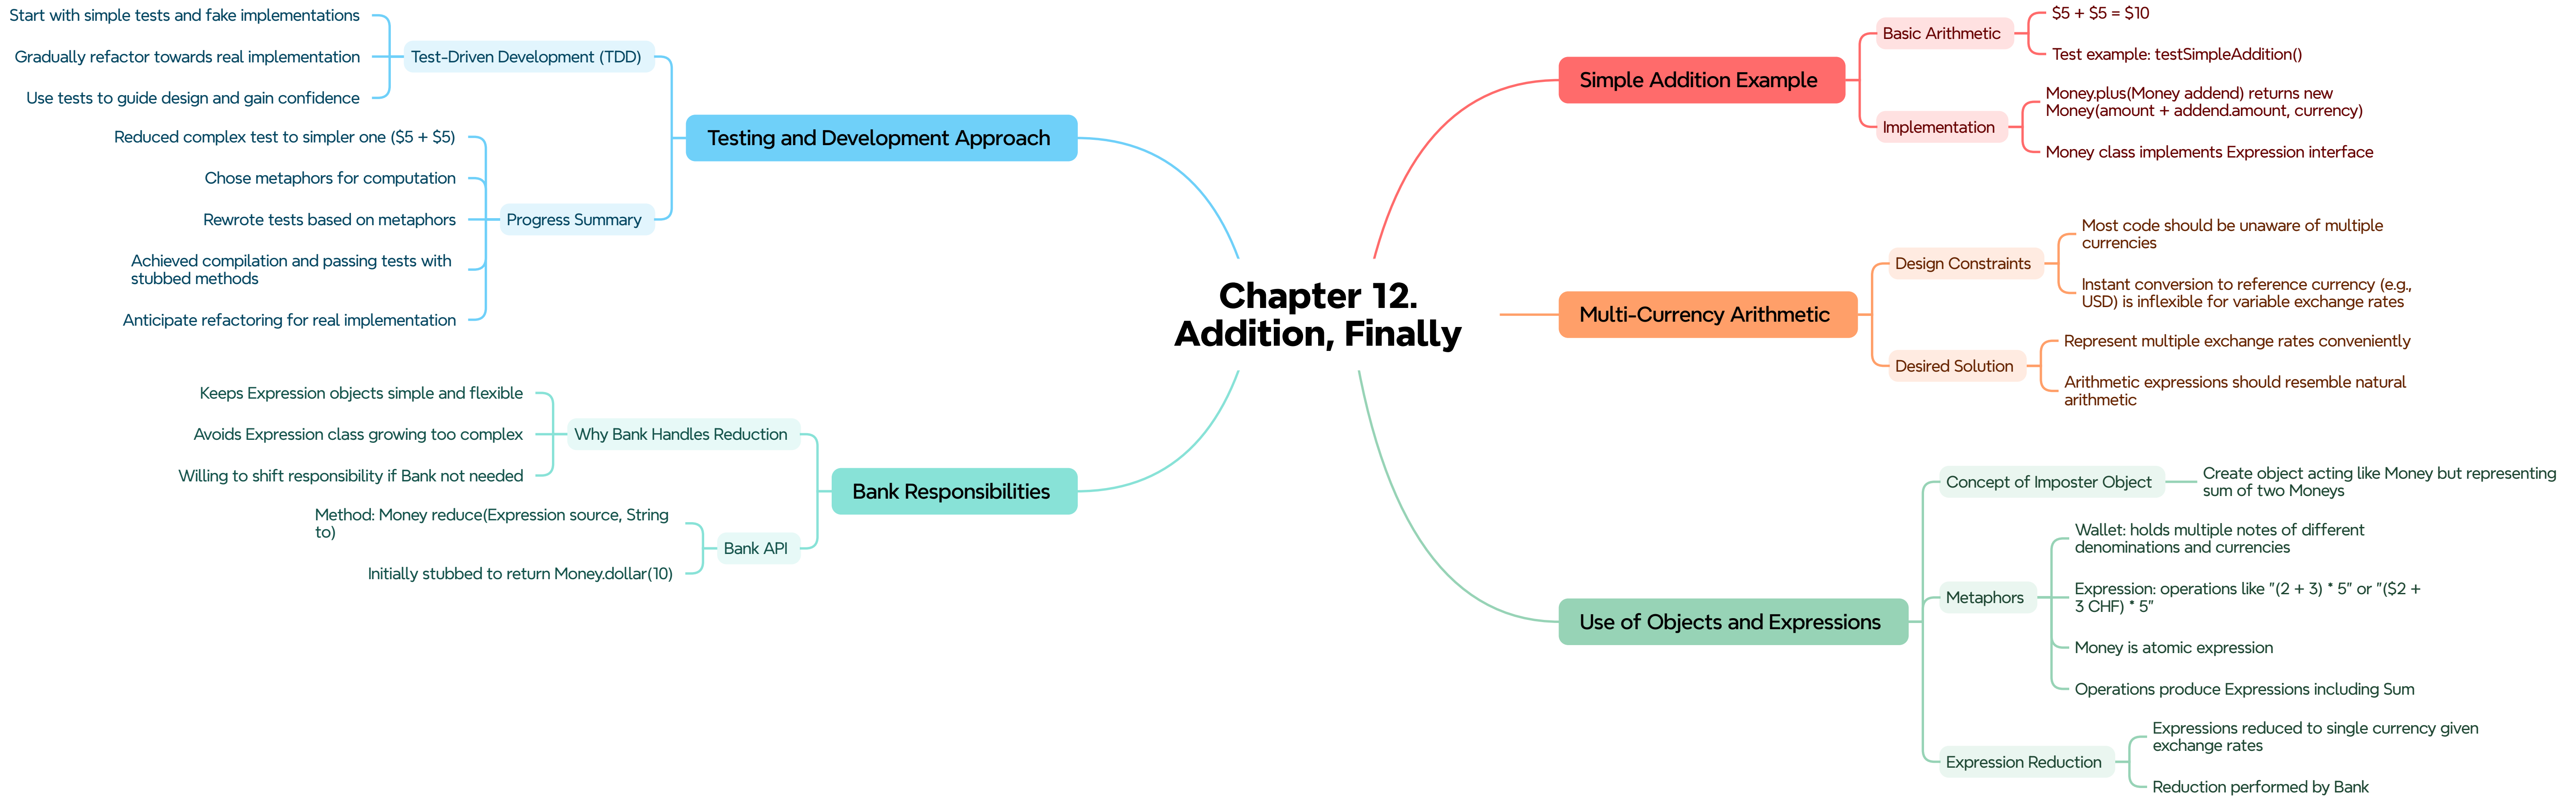 Chapter 12.
Addition, Finally
Simple Addition Example
Basic Arithmetic
$5 + $5 = $10
Test example: testSimpleAddition()
Implementation
Money.plus(Money addend) returns new
Money(amount + addend.amount, currency)
Money class implements Expression interface
Multi-Currency Arithmetic
Design Constraints
Most code should be unaware of multiple
currencies
Instant conversion to reference currency (e.g.,
USD) is inflexible for variable exchange rates
Desired Solution
Represent multiple exchange rates conveniently
Arithmetic expressions should resemble natural
arithmetic
Use of Objects and Expressions
Concept of Imposter Object
Create object acting like Money but representing
sum of two Moneys
Metaphors
Wallet: holds multiple notes of different
denominations and currencies
Expression: operations like "(2 + 3) * 5" or "($2 +
3 CHF) * 5"
Money is atomic expression
Operations produce Expressions including Sum
Expression Reduction
Expressions reduced to single currency given
exchange rates
Reduction performed by Bank
Testing and Development Approach
Test-Driven Development (TDD)
Start with simple tests and fake implementations
Gradually refactor towards real implementation
Use tests to guide design and gain confidence
Progress Summary
Reduced complex test to simpler one ($5 + $5)
Chose metaphors for computation
Rewrote tests based on metaphors
Achieved compilation and passing tests with
stubbed methods
Anticipate refactoring for real implementation
Bank Responsibilities
Why Bank Handles Reduction
Keeps Expression objects simple and flexible
Avoids Expression class growing too complex
Willing to shift responsibility if Bank not needed
Bank API
Method: Money reduce(Expression source, String
to)
Initially stubbed to return Money.dollar(10)